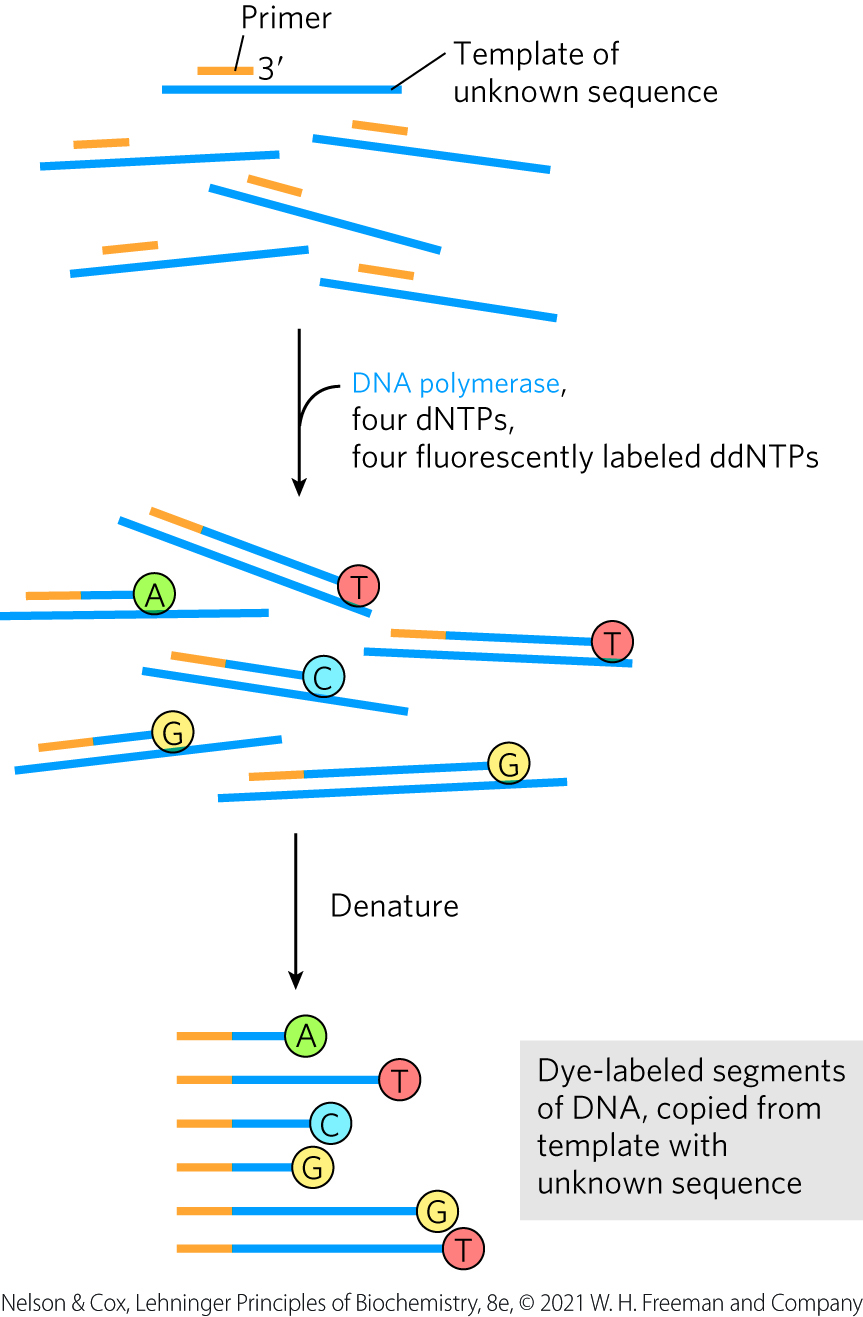 Primer
3′
Template of
unknown sequence
DNA polymerase,
four dNTPs,
four fluorescently labeled ddNTPs
T
A
T
C
G
G
Denature
A
T
C
G
G
T
Dye-labeled segments
of DNA, copied from
template with
unknown sequence
Nelson & Cox, Lehninger Principles of Biochemistry, 8e, © 2021 W. H. Freeman and Company